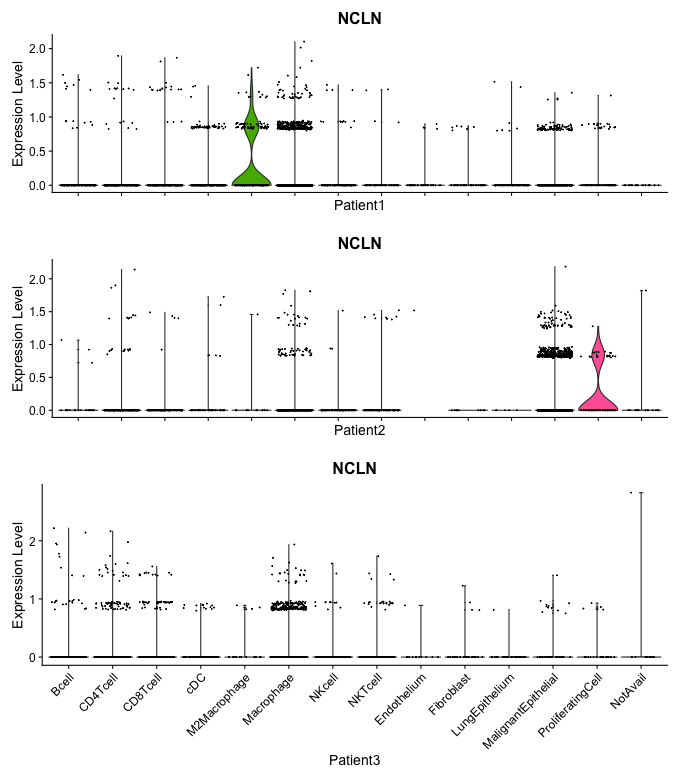 NCLN
Expression Level
2.0
1.5
1.0
0.5
0.0
Patient1
NCLN
Expression Level
2.0
1.5
1.0
0.5
0.0
Patient2
NCLN
Expression Level
2
1
0
Bcell
CD4Tcell
CD8Tcell
cDC
M2Macrophage
Macrophage
NKcell
NKTcell
Endothelium
Fibroblast
LungEpithelium
MalignantEpithelial
ProliferatingCell
NotAvail
Patient3